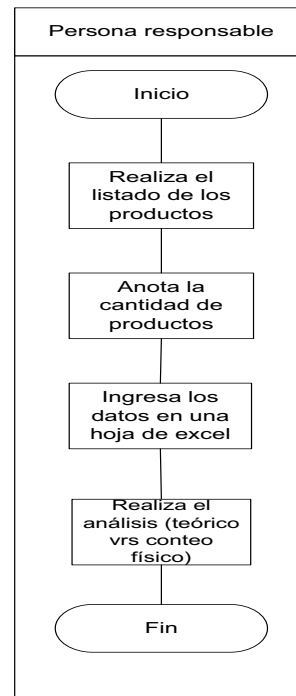 Persona responsable
Inicio
Realiza el
listado de los
productos
Anota la
cantidad de
productos
Ingresa los
datos en una
hoja de excel
Realiza el
análisis (teórico
vrs conteo
físico)
Fin